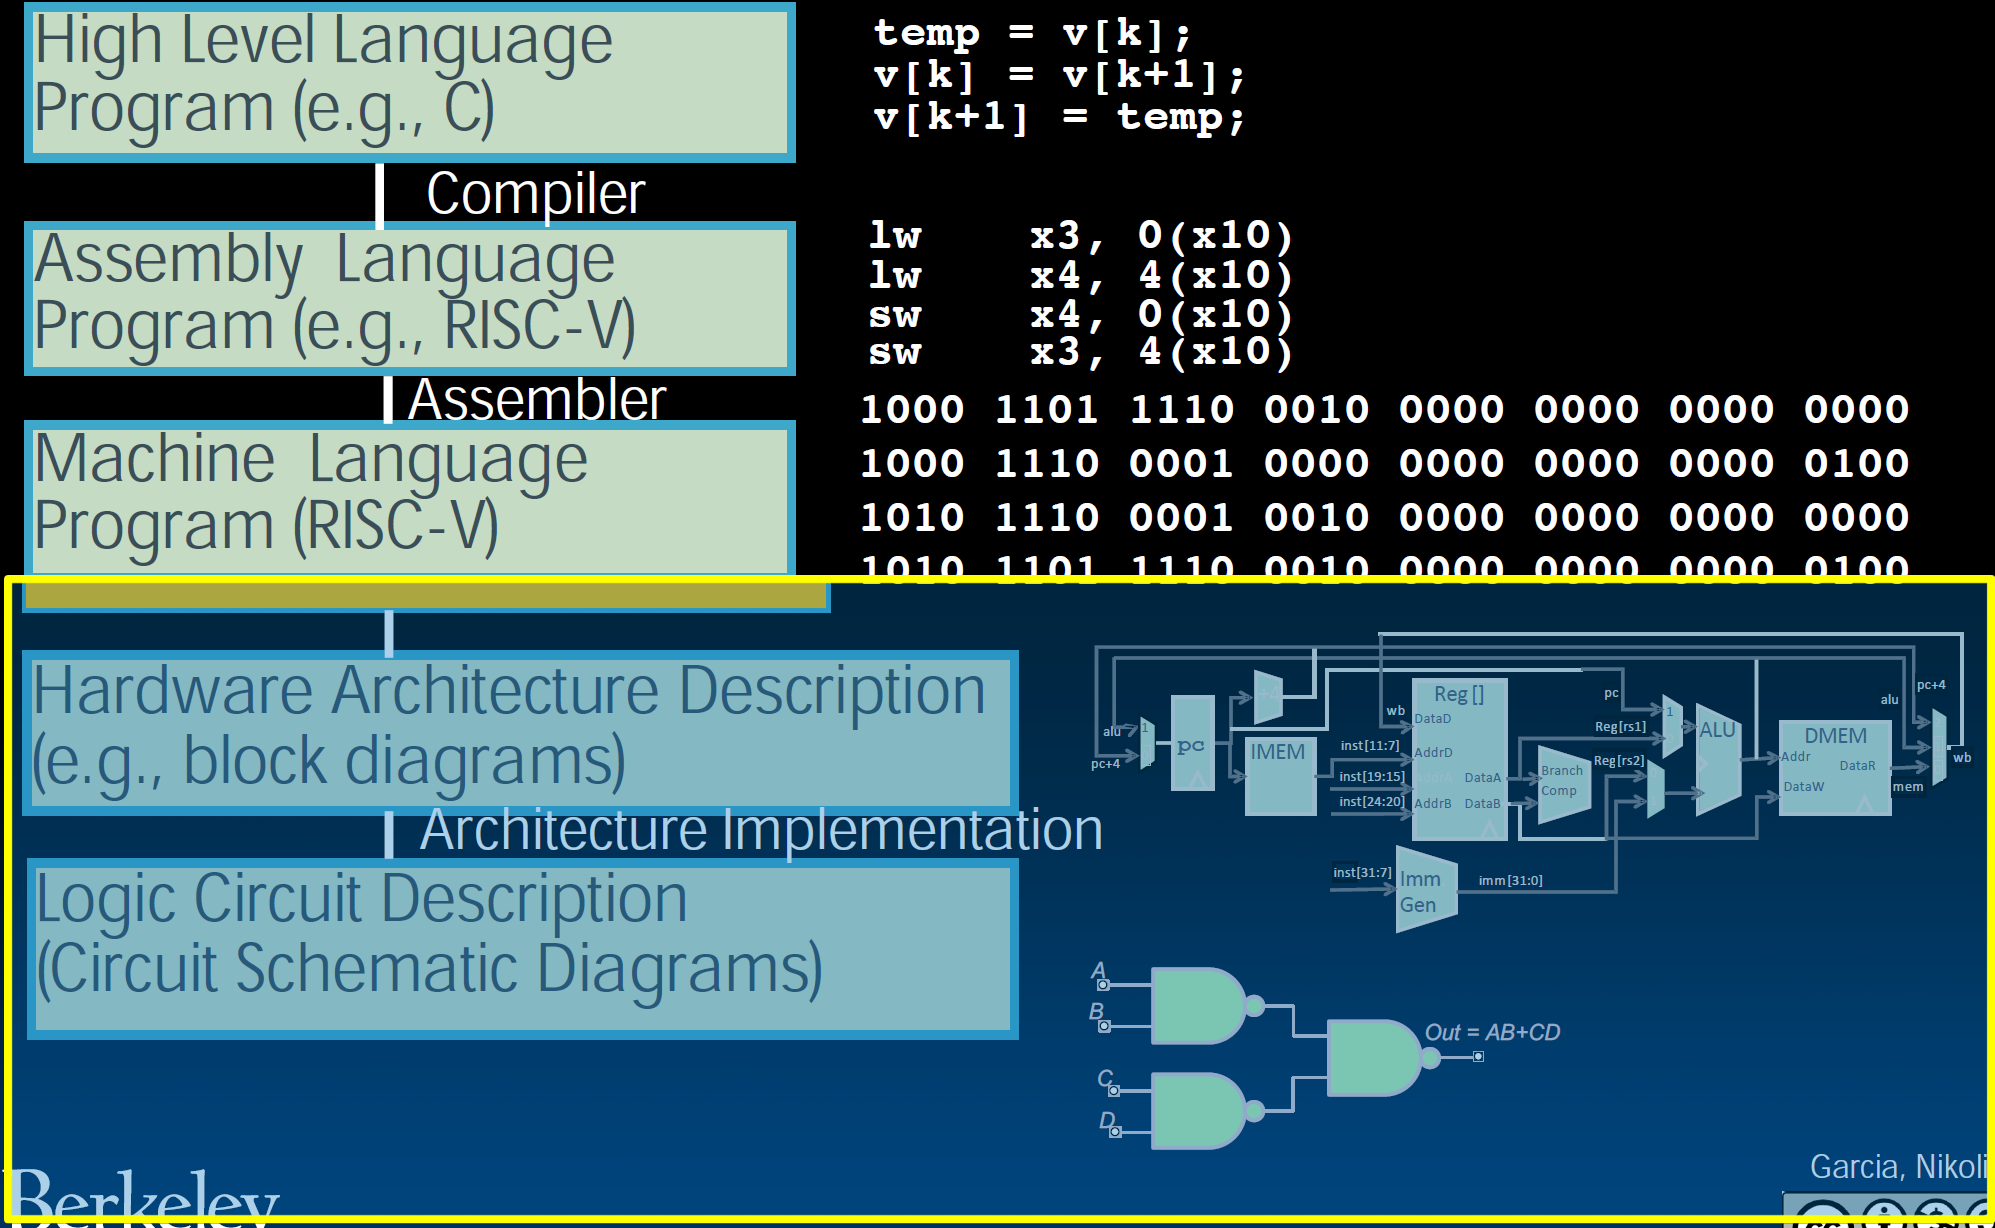 High Level Language
Program (e.g., C)
temp = v[k];
v[k] = v[k+1];
v[k+1] = temp;
Compiler
Assembly Language
Program (e.g., RISC-V)
lw x3, 0(x10)
lw x4, 4(x10)
sw x4, 0(x10)
sw x3, 4(x10)
Assembler
Machine Language
Program (RISC-V)
1000 1101 1110 0010 0000 0000 0000 0000
1000 1110 0001 0000 0000 0000 0000 0100
1010 1110 0001 0010 0000 0000 0000 0000
1010 1101 1110 0010 0000 0000 0000 0100
Hardware Architecture Description
(e.g., block diagrams)
alu
pc+4
1
pc
+4
IMEM
inst[11:7]
inst[19:15]
inst[24:20]
wb
Reg []
DataD
AddrD
AddrA
DataA
AddrB
DataB
Branch
Comp
pc
Reg[rs1]
Reg[rs2]
1
ALU
DMEM
Addr
DataR
DataW
alu
pc+4
mem
wb
inst[31:7]
Imm
Gen
imm[31:0]
Architecture Implementation
Logic Circuit Description
(Circuit Schematic Diagrams)
A
B
C
D
Out = AB+CD
Berkeley
Garcia, Nikoli